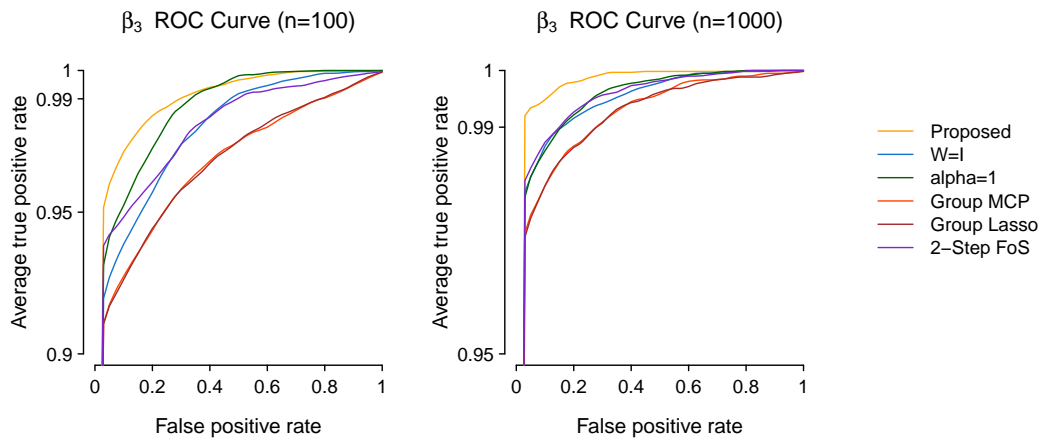 β3 ROC Curve (n=100)
Average true positive rate
1
0.99
0.95
0.9
0 0.2 0.4 0.6 0.8 1
False positive rate
β3 ROC Curve (n=1000)
Average true positive rate
1
0.99
0.95
0 0.2 0.4 0.6 0.8 1
False positive rate
Proposed
W=I
alpha=1
Group MCP
Group Lasso
2−Step FoS